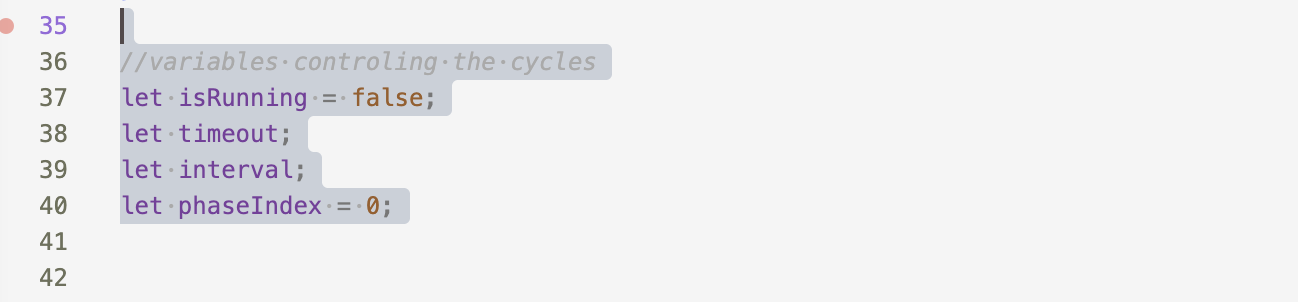 35
36 //variables controling the cycles
37 let isRunning = false;
38 let timeout;
39 let interval;
40 let phaseIndex = 0;
41
42